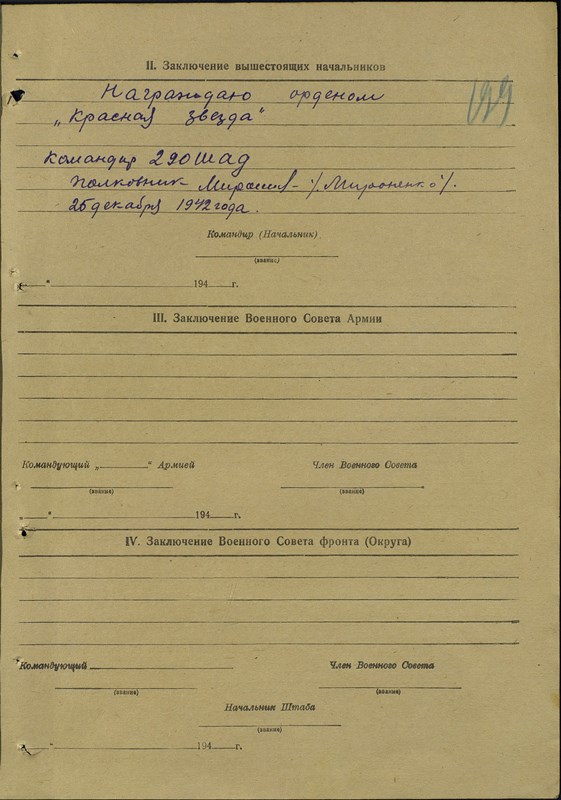 II. Заключение вышестоящих начальников
Награждаю орденом
„Красная звезда“
Командир 290 ШАД
Полковник /Мироненко/.
25 декабря 1942 года.
Командир (Начальник)
(звание)
„ “ 194 г.
III. Заключение Военного Совета Армии
Командующий „ “ Армией Член Военного Совета
(звание) (звание)
„ “ 194 г.
IV. Заключение Военного Совета фронта (Округа)
Командующий Член Военного Совета
(звание) (звание)
Начальник Штаба
(звание)
„ “ 194 г.